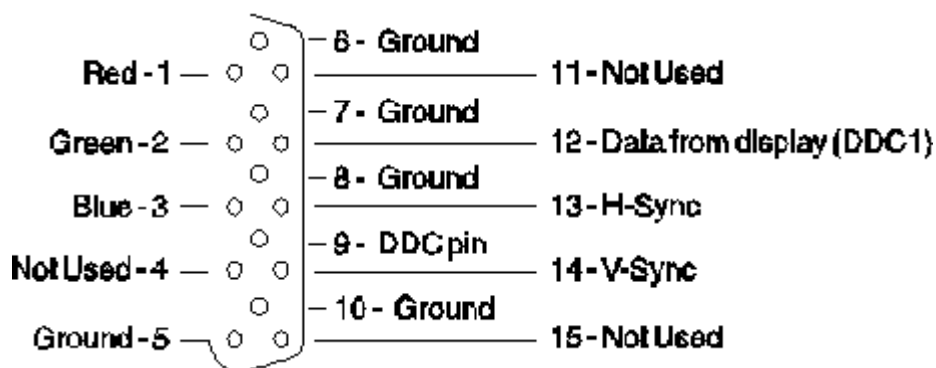 6 - Ground
Red - 1
11 - Not Used
7 - Ground
Green - 2
12 - Data from display (DDC1)
8 - Ground
Blue - 3
13 - H-Sync
9 - DDC pin
Not Used - 4
14 - V-Sync
10 - Ground
Ground - 5
15 - Not Used